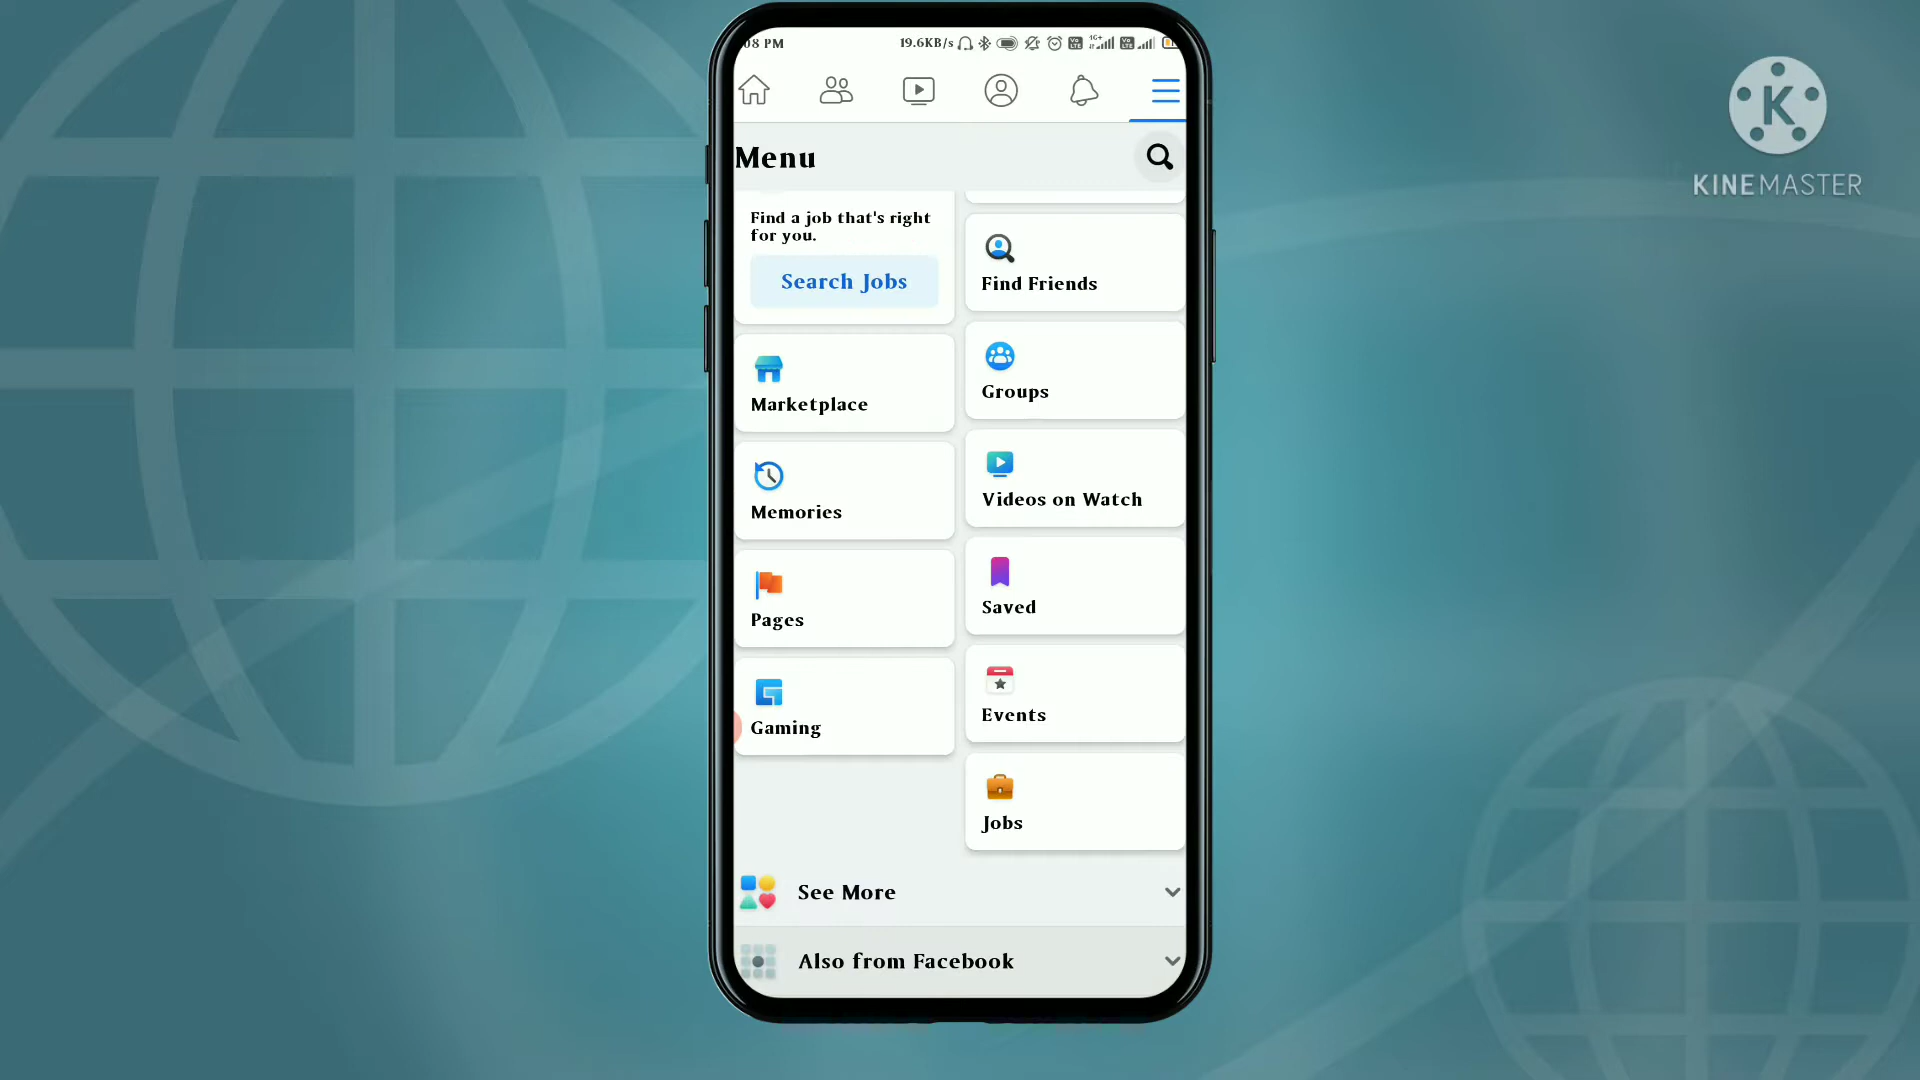 08 PM
19.6KB/s
Menu
Find a job that's right
for you.
Search Jobs
Marketplace
Memories
Pages
Gaming
Find Friends
Groups
Videos on Watch
Saved
Events
Jobs
See More
Also from Facebook
K
KINEMASTER